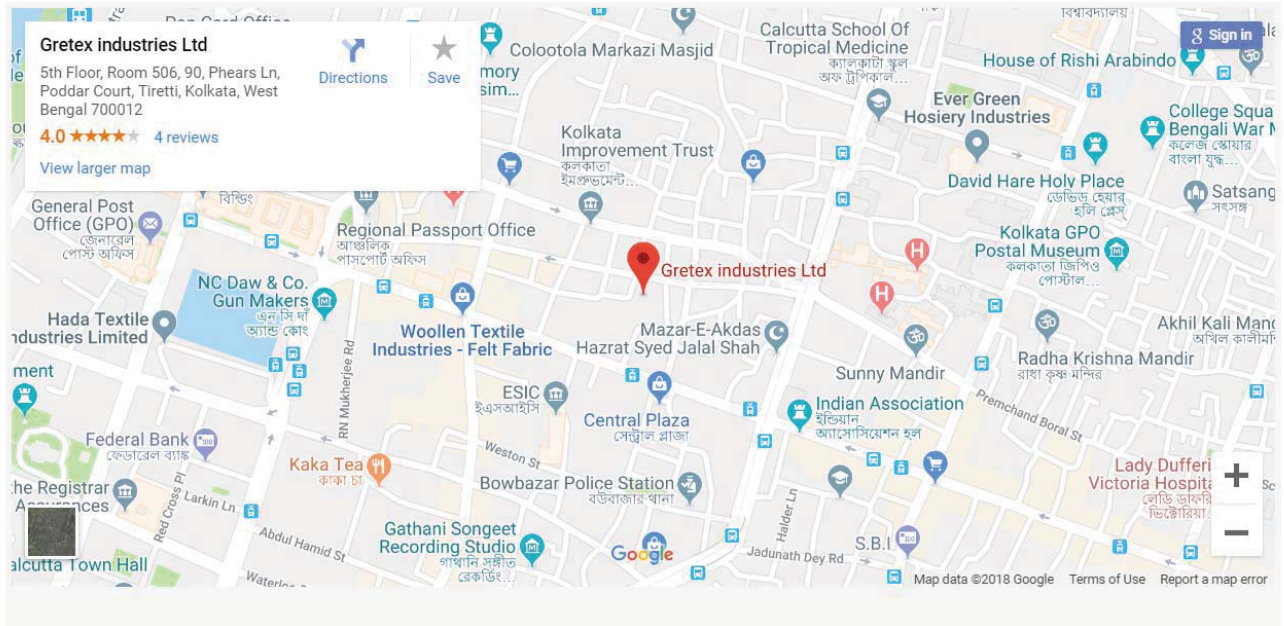 Gretex industries Ltd
5th Floor, Room 506, 90, Phears Ln,
Poddar Court, Tiretti, Kolkata, West
Bengal 700012
4.0
4 reviews
View larger map
Directions
Save
Sign in
Colootola Markazi Masjid
Calcutta School Of
Tropical Medicine
ক্যালকাটা স্কুল
অফ ট্রপিকাল...
বিশ্ববিদ্যালয়
House of Rishi Arabindo
Ever Green
Hosiery Industries
College Squa
Bengali War
কলেজ স্কোয়ার
বাংলা যুদ্ধ...
Kolkata
Improvement Trust
কলকাতা
ইমপ্রুভমেন্ট...
David Hare Holy Place
ডেভিড হেয়ার
হলি প্লেস
Satsang
সৎসঙ্গ
General Post
Office (GPO)
জেনারেল
পোস্ট অফিস
বিল্ডিং
Regional Passport Office
আঞ্চলিক
পাসপোর্ট অফিস
Kolkata GPO
Postal Museum
কলকাতা জিপিও
পোস্টাল...
Gretex industries Ltd
NC Daw & Co.
Gun Makers
এন সি দাঁ
অ্যান্ড কোং
Hada Textile
ndustries Limited
Woollen Textile
Industries - Felt Fabric
Mazar-E-Akdas
Hazrat Syed Jalal Shah
Akhil Kali Mand
অখিল কালীমন্দি
Radha Krishna Mandir
রাধা কৃষ্ণ মন্দির
Sunny Mandir
ment
RN Mukherjee Rd
ESIC
ইএসআইসি
Premchand Boral St
Indian Association
ইন্ডিয়ান
অ্যাসোসিয়েশন হল
Central Plaza
সেন্ট্রাল প্লাজা
Federal Bank
ফেডারেল ব্যাঙ্ক
Weston St
Kaka Tea
কাকা চা
Bowbazar Police Station
বউবাজার থানা
Lady Dufferi
Victoria Hospita
লেডি ডাফরি
ভিক্টোরিয়া
the Registrar
Assurances
Red Cross Pl
Larkin Ln
Halder Ln
Abdul Hamid St
Gathani Songeet
Recording Studio
গাথানি সঙ্গীত
রেকর্ডিং...
Google
S.B.I
Jadunath Dey Rd
alcutta Town Hall
Waterloo
Map data ©2018 Google
Terms of Use
Report a map error